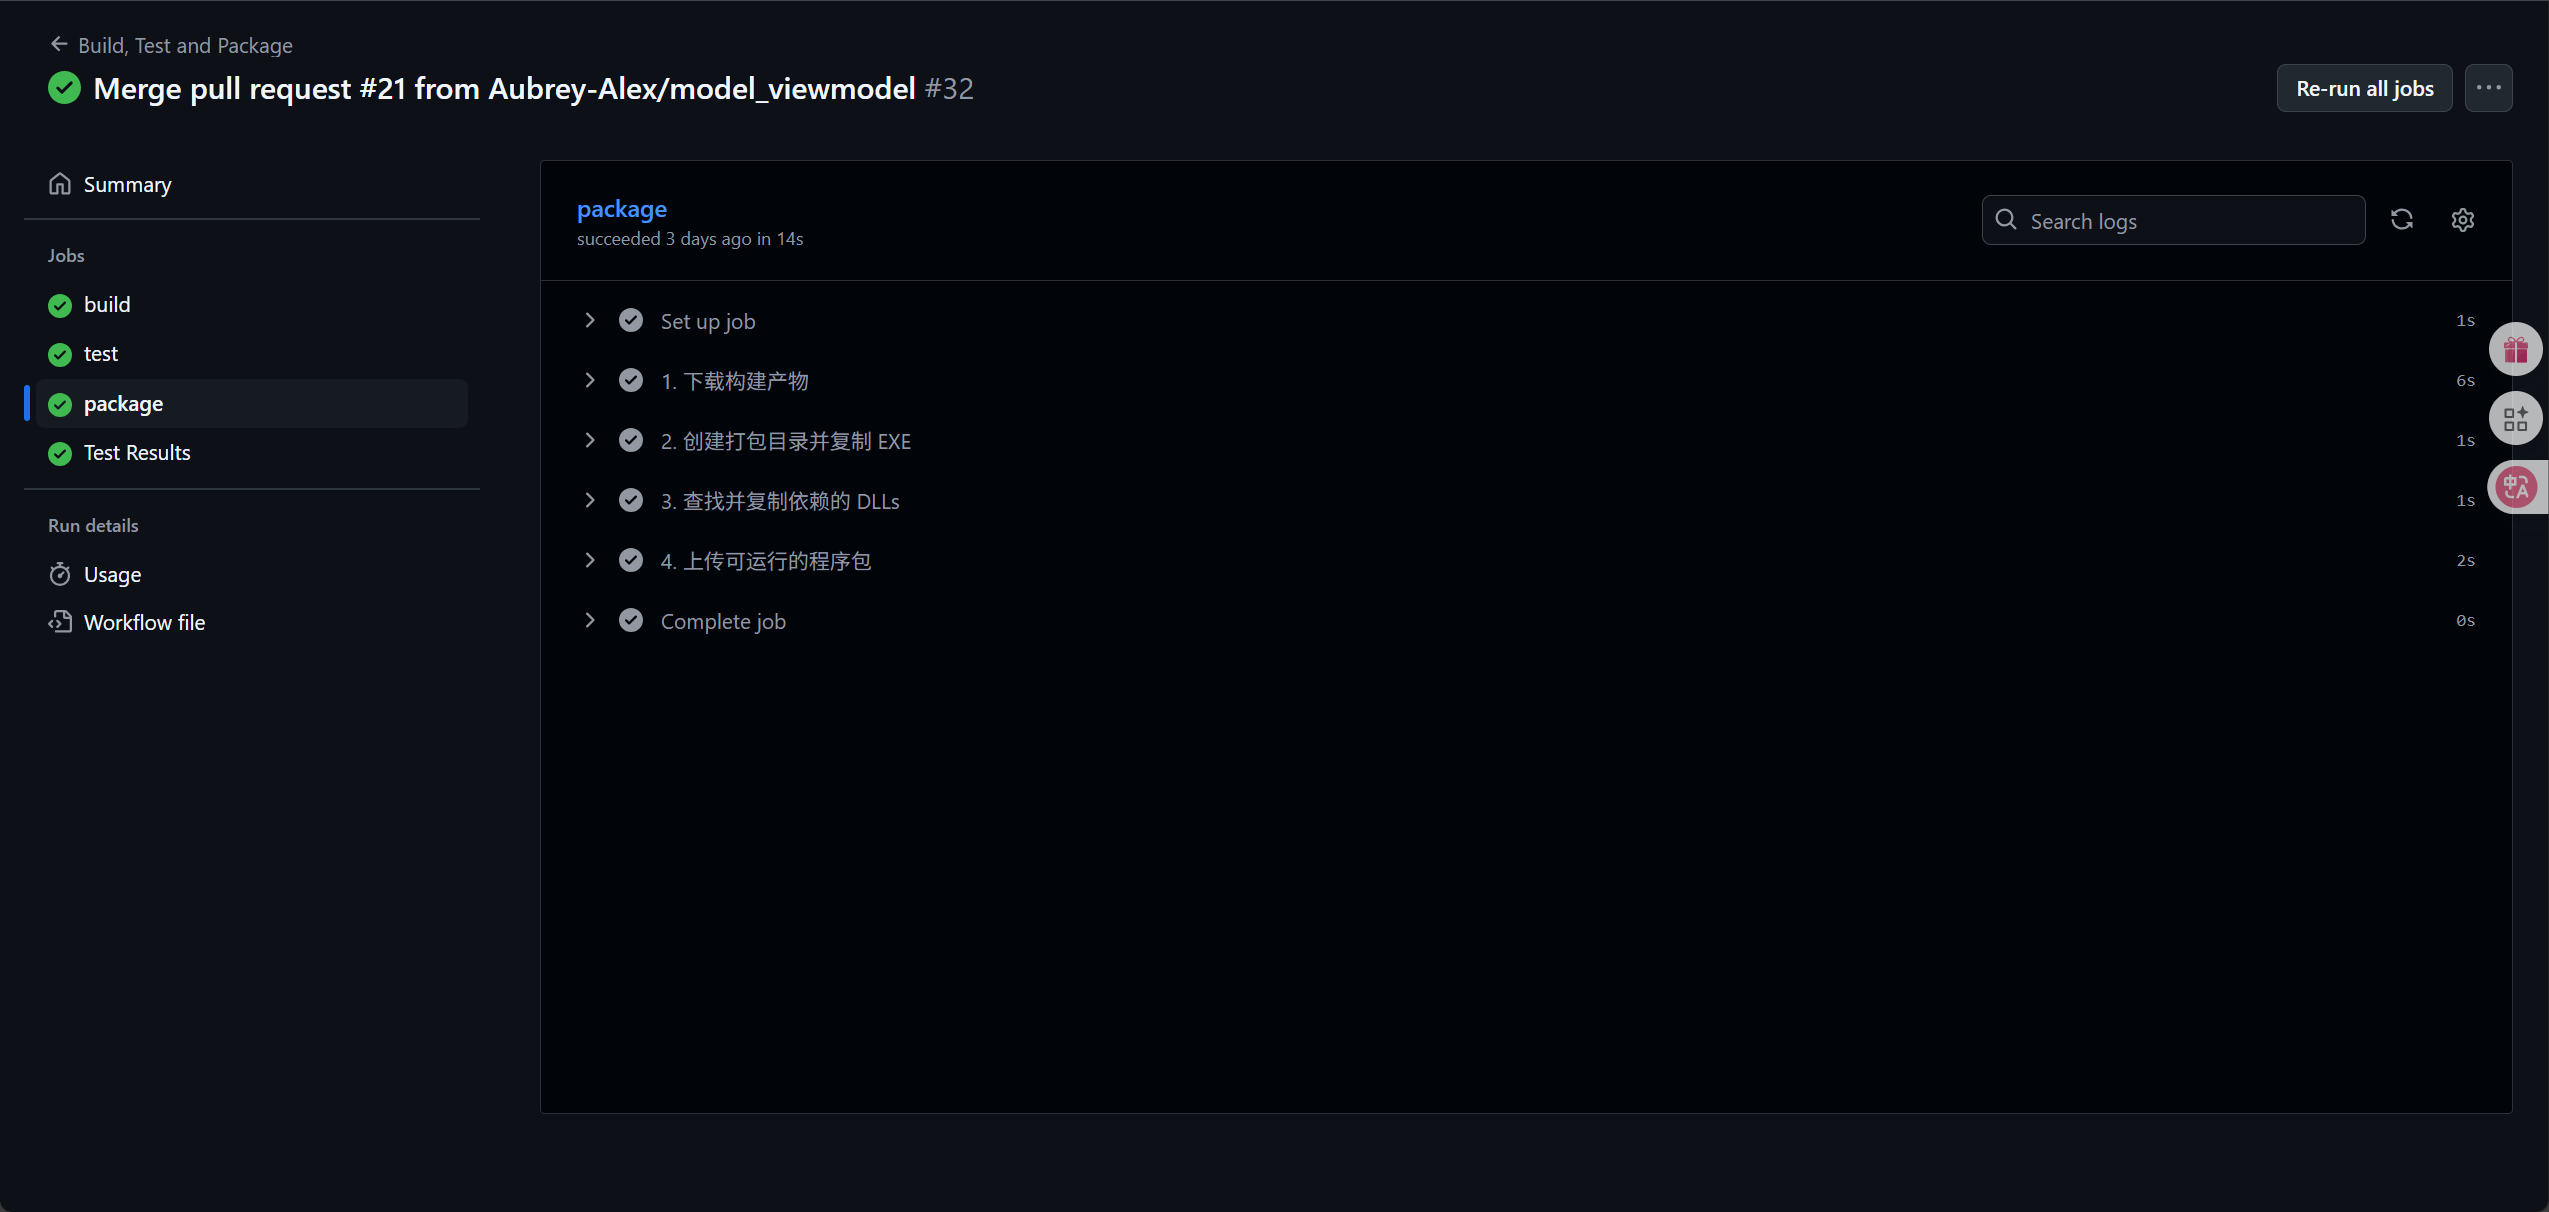 Build, Test and Package
Merge pull request #21 from Aubrey-Alex/model_viewmodel #32
Re-run all jobs
Summary
Jobs
build
test
package
Test Results
Run details
Usage
Workflow file
package
succeeded 3 days ago in 14s
Search logs
Set up job 1s
1. 下载构建产物 6s
2. 创建打包目录并复制 EXE 1s
3. 查找并复制依赖的 DLLs 1s
4. 上传可运行的程序包 2s
Complete job 0s
中A